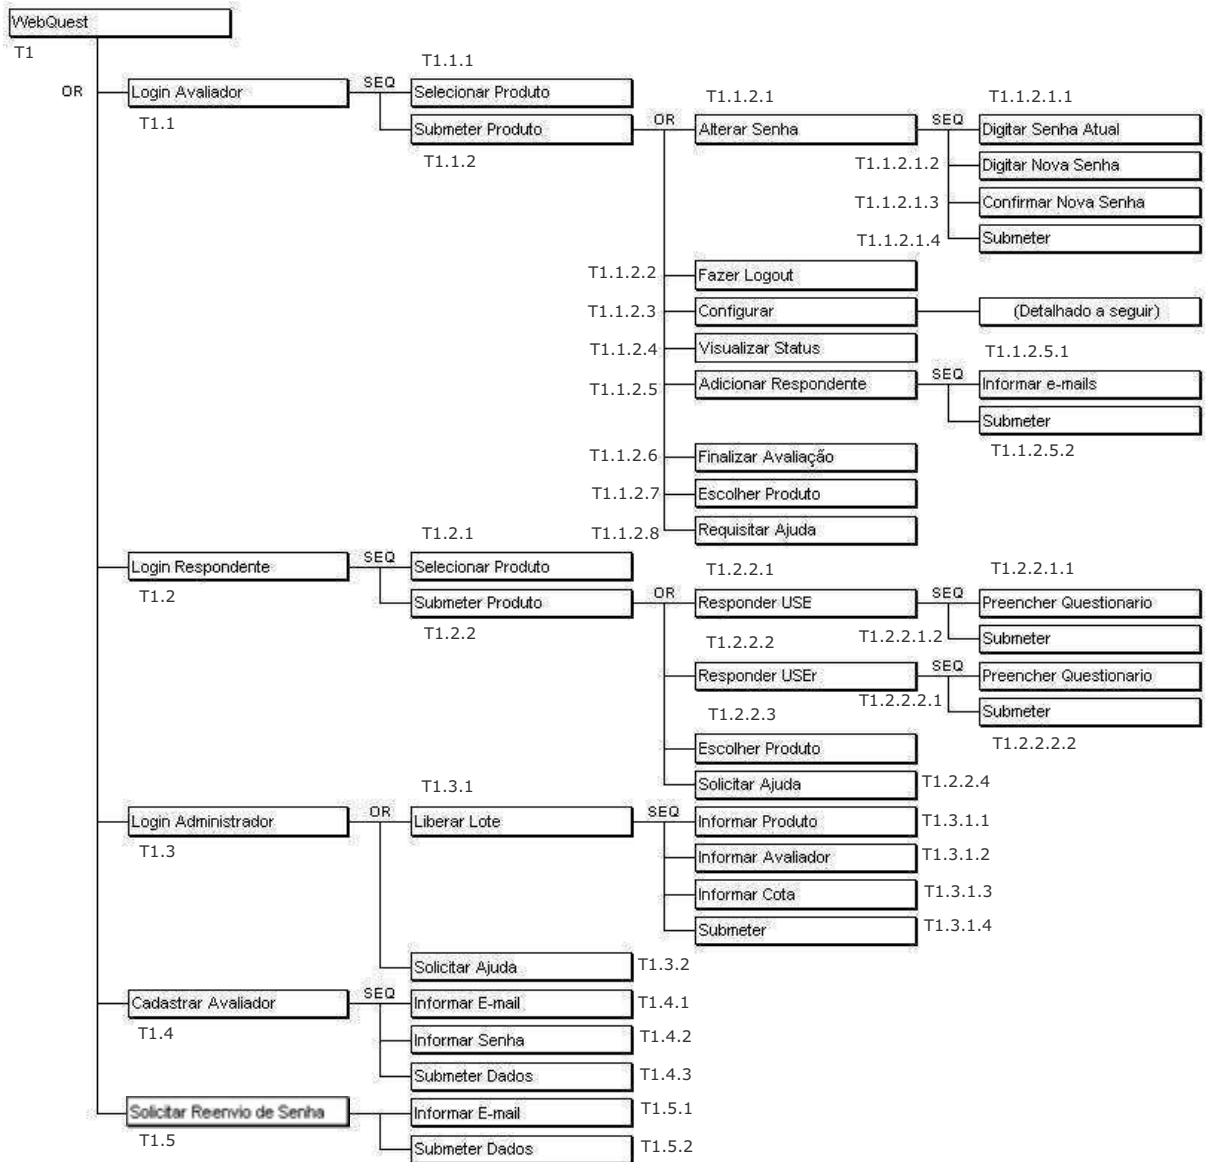 WebQuest
T1
OR
Login Avaliador
T1.1
SEQ
T1.1.1
Selecionar Produto
Submeter Produto
T1.1.2
OR
T1.1.2.1
Alterar Senha
SEQ
T1.1.2.1.1
Digitar Senha Atual
T1.1.2.1.2
Digitar Nova Senha
T1.1.2.1.3
Confirmar Nova Senha
T1.1.2.1.4
Submeter
T1.1.2.2
Fazer Logout
T1.1.2.3
Configurar
(Detalhado a seguir)
T1.1.2.4
Visualizar Status
T1.1.2.5
Adicionar Respondente
SEQ
T1.1.2.5.1
Informar e-mails
Submeter
T1.1.2.5.2
T1.1.2.6
Finalizar Avaliação
T1.1.2.7
Escolher Produto
T1.1.2.8
Requisitar Ajuda
Login Respondente
T1.2
SEQ
T1.2.1
Selecionar Produto
Submeter Produto
T1.2.2
OR
T1.2.2.1
Responder USE
SEQ
T1.2.2.1.1
Preencher Questionario
T1.2.2.1.2
Submeter
T1.2.2.2
Responder USEr
SEQ
Preencher Questionario
T1.2.2.2.1
Submeter
T1.2.2.2.2
T1.2.2.3
Escolher Produto
Solicitar Ajuda
T1.2.2.4
Login Administrador
T1.3
OR
T1.3.1
Liberar Lote
SEQ
Informar Produto
T1.3.1.1
Informar Avaliador
T1.3.1.2
Informar Cota
T1.3.1.3
Submeter
T1.3.1.4
Solicitar Ajuda
T1.3.2
Cadastrar Avaliador
T1.4
SEQ
Informar E-mail
T1.4.1
Informar Senha
T1.4.2
Submeter Dados
T1.4.3
Solicitar Reenvio de Senha
T1.5
Informar E-mail
T1.5.1
Submeter Dados
T1.5.2